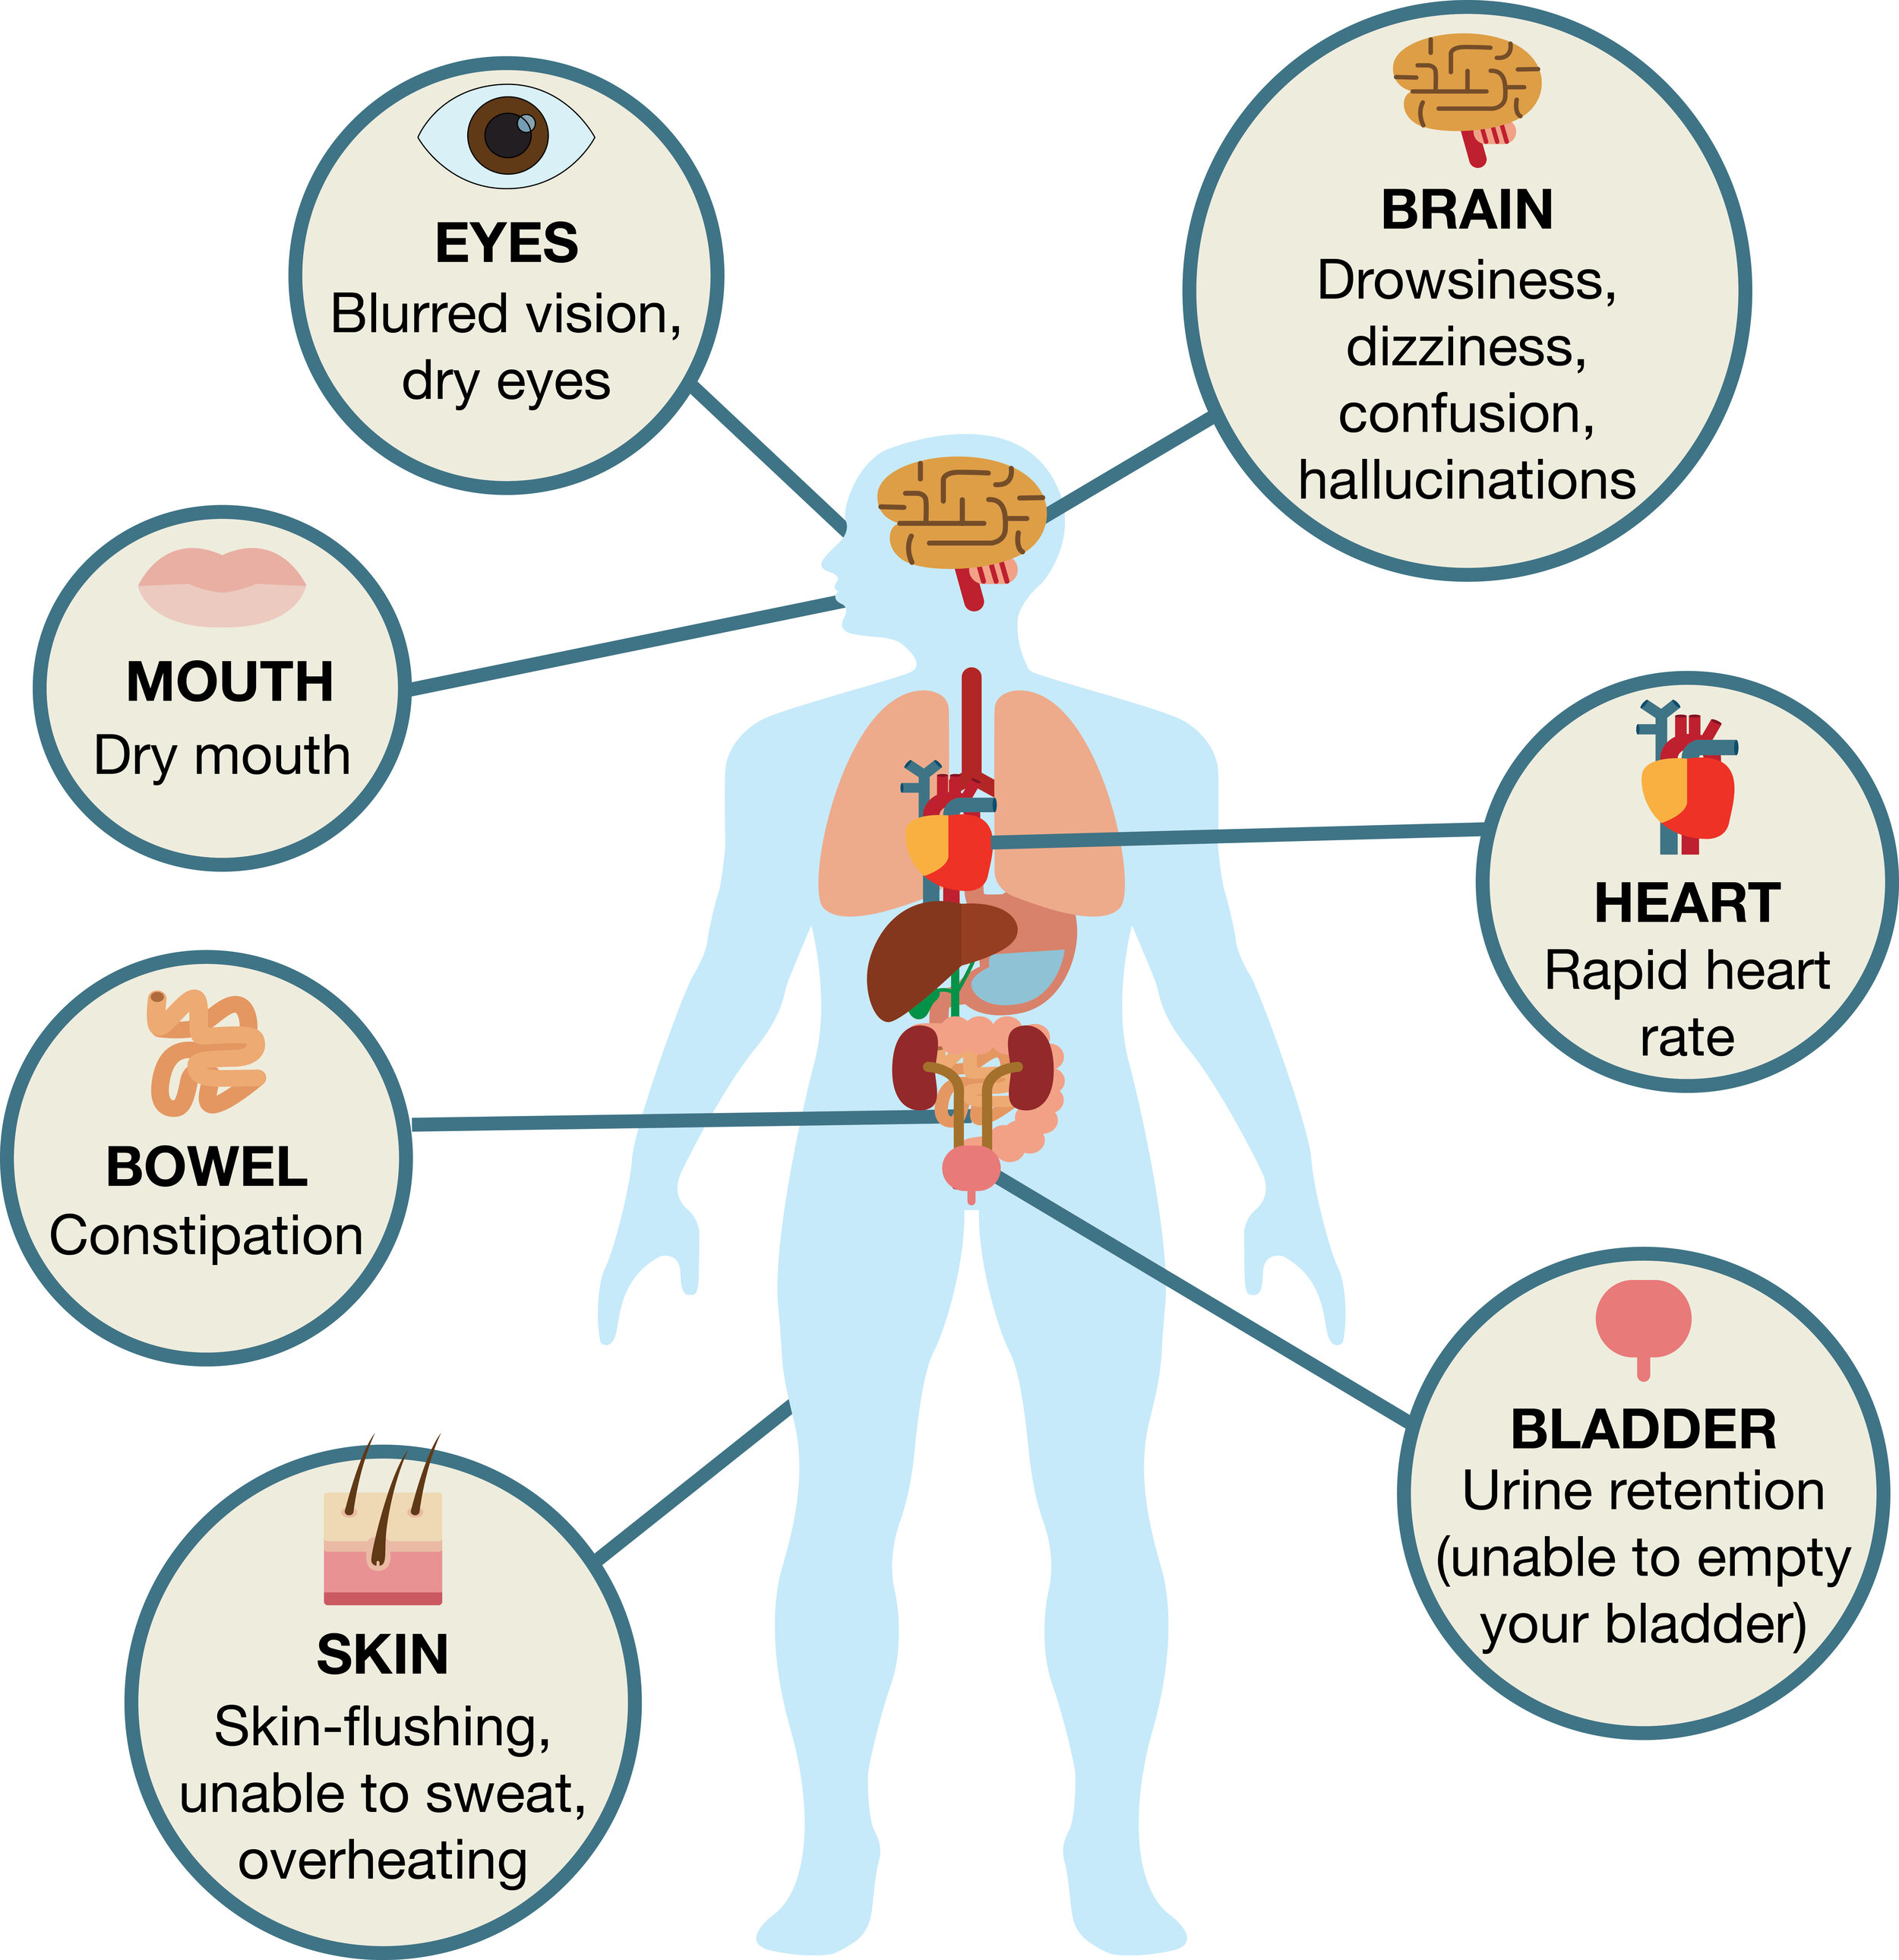 EYES
Blurred vision,
dry eyes
BRAIN
Drowsiness,
dizziness,
confusion,
hallucinations
MOUTH
Dry mouth
HEART
Rapid heart
rate
BOWEL
Constipation
BLADDER
Urine retention
(unable to empty
your bladder)
SKIN
Skin-flushing,
unable to sweat,
overheating